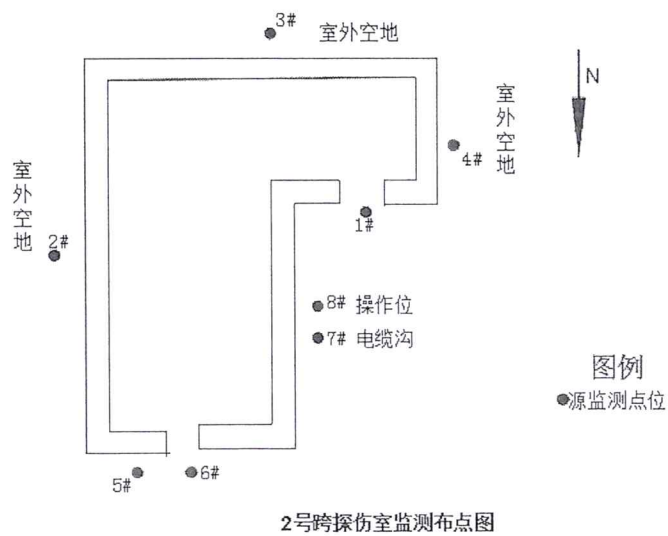 3#
室外空地
N
室外空地
4#
室外空地
2#
1#
8# 操作位
7# 电缆沟
图例
源监测点位
5#
6#
2号跨探伤室监测布点图